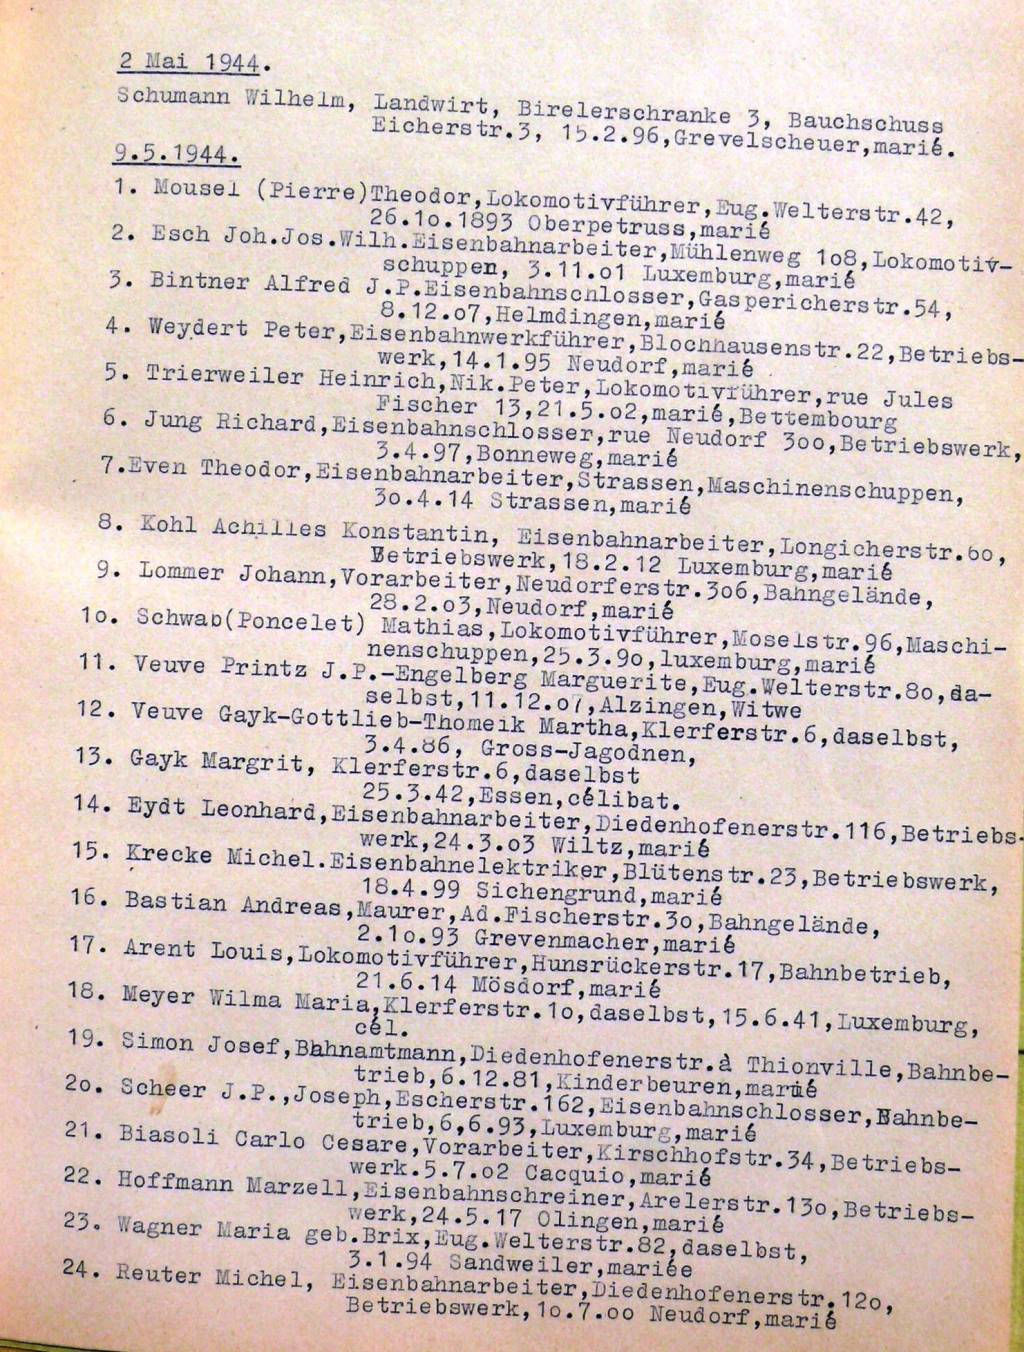 2 Mai 1944.
Schumann Wilhelm, Landwirt, Birelerschranke 3, Bauchschuss
Eicherstr.3, 15.2.96,Grevelscheuer,marié.
9.5.1944.
1. Mousel (Pierre)Theodor,Lokomotivführer,Eug.Welterstr.42,
26.1o.1893 Oberpetruss,marié
2. Esch Joh.Jos.Wilh.Eisenbahnarbeiter,Mühlenweg 1o8,Lokomotiv-
schuppen, 3.11.o1 Luxemburg,marié
3. Bintner Alfred J.P.Eisenbahnschlosser,Gaspericherstr.54,
8.12.o7,Helmdingen,marié
4. Weydert Peter,Eisenbahnwerkführer,Blochhausenstr.22,Betriebs-
werk,14.1.95 Neudorf,marié
5. Trierweiler Heinrich,Nik.Peter,Lokomotivführer,rue Jules
Fischer 13,21.5.o2,marié,Bettembourg
6. Jung Richard,Eisenbahnschlosser,rue Neudorf 3oo,Betriebswerk,
3.4.97,Bonneweg,marié
7.Even Theodor,Eisenbahnarbeiter,Strassen,Maschinenschuppen,
3o.4.14 Strassen,marié
8. Kohl Achilles Konstantin, Eisenbahnarbeiter,Longicherstr.6o,
Betriebswerk,18.2.12 Luxemburg,marié
9. Lommer Johann,Vorarbeiter,Neudorferstr.3o6,Bahngelände,
28.2.o3,Neudorf,marié
1o. Schwab(Poncelet) Mathias,Lokomotivführer,Moselstr.96,Maschi-
nenschuppen,25.3.9o,luxemburg,marié
11. Veuve Printz J.P.-Engelberg Marguerite,Eug.Welterstr.8o,da-
selbst,11.12.o7,Alzingen,Witwe
12. Veuve Gayk-Gottlieb-Thomeik Martha,Klerferstr.6,daselbst,
3.4.86, Gross-Jagodnen,
13. Gayk Margrit, Klerferstr.6,daselbst
25.3.42,Essen,célibat.
14. Eydt Leonhard,Eisenbahnarbeiter,Diedenhofenerstr.116,Betriebs-
werk,24.3.o3 Wiltz,marié
15. Krecke Michel.Eisenbahnelektriker,Blütenstr.23,Betriebswerk,
18.4.99 Sichengrund,marié
16. Bastian Andreas,Maurer,Ad.Fischerstr.3o,Bahngelände,
2.1o.93 Grevenmacher,marié
17. Arent Louis,Lokomotivführer,Hunsrückerstr.17,Bahnbetrieb,
21.6.14 Mösdorf,marié
18. Meyer Wilma Maria,Klerferstr.1o,daselbst,15.6.41,Luxemburg,
cél.
19. Simon Josef,Bahnamtmann,Diedenhofenerstr.à Thionville,Bahnbe-
trieb,6.12.81,Kinderbeuren,marié
2o. Scheer J.P.,Joseph,Escherstr.162,Eisenbahnschlosser,Bahnbe-
trieb,6,6.93,Luxemburg,marié
21. Biasoli Carlo Cesare,Vorarbeiter,Kirschhofstr.34,Betriebs-
werk.5.7.o2 Cacquio,marié
22. Hoffmann Marzell,Eisenbahnschreiner,Arelerstr.13o,Betriebs-
werk,24.5.17 Olingen,marié
23. Wagner Maria geb.Brix,Eug.Welterstr.82,daselbst,
3.1.94 Sandweiler,mariée
24. Reuter Michel, Eisenbahnarbeiter,Diedenhofenerstr.12o,
Betriebswerk,1o.7.oo Neudorf,marié